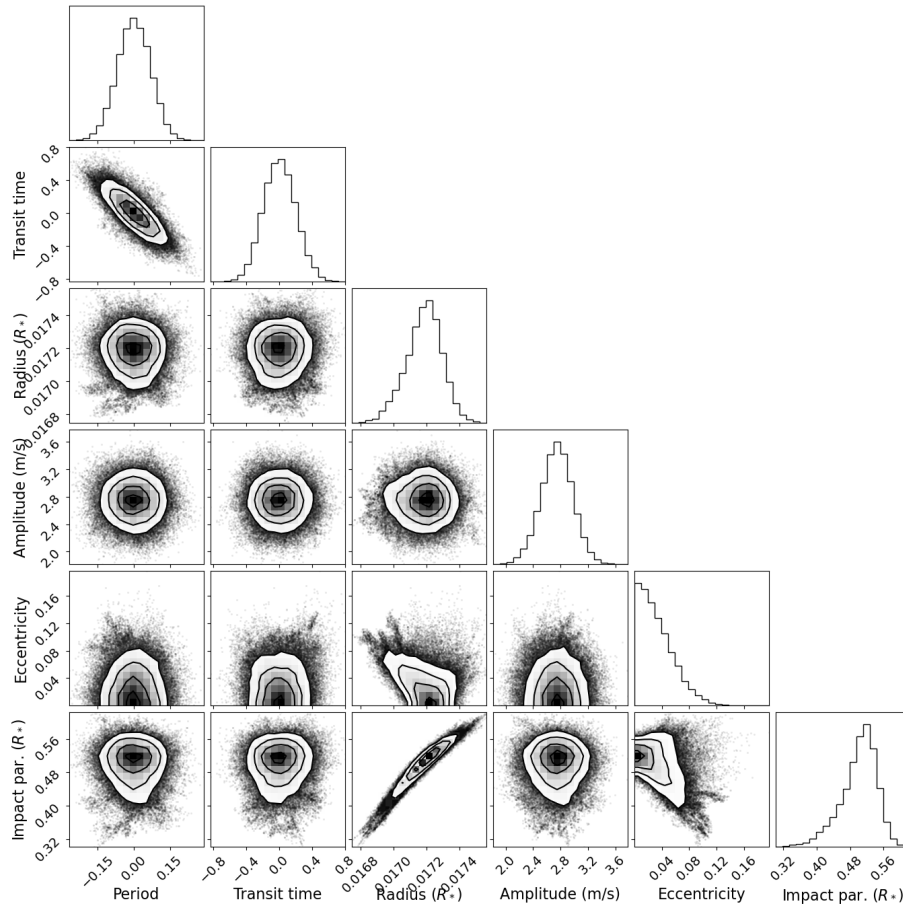 0.8
0.4
0.0
−0.4
−0.8
Transit time
0.0174
0.0172
0.0170
0.0168
Radius (R*)
3.6
3.2
2.8
2.4
2.0
Amplitude (m/s)
0.16
0.12
0.08
0.04
Eccentricity
0.56
0.48
0.40
0.32
Impact par. (R*)
−0.15 0.00 0.15
−0.8 −0.4 0.0 0.4 0.8
0.0168 0.0170 0.0172 0.0174
2.0 2.4 2.8 3.2 3.6
0.04 0.08 0.12 0.16
0.32 0.40 0.48 0.56
Period Transit time Radius (R*) Amplitude (m/s) Eccentricity Impact par. (R*)